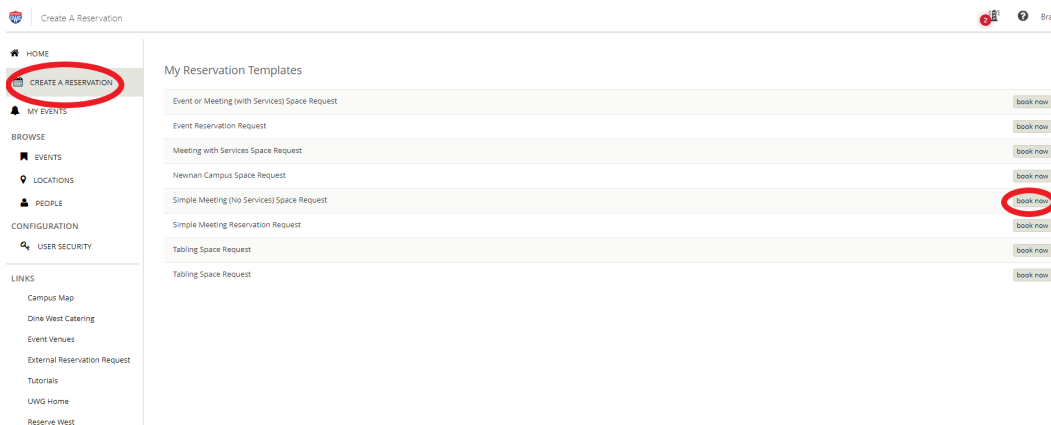 UWG
Create A Reservation
2
?
Bra
HOME
CREATE A RESERVATION
MY EVENTS
BROWSE
EVENTS
LOCATIONS
PEOPLE
CONFIGURATION
USER SECURITY
LINKS
Campus Map
Dine West Catering
Event Venues
External Reservation Request
Tutorials
UWG Home
Reserve West
My Reservation Templates
Event or Meeting (with Services) Space Request book now
Event Reservation Request book now
Meeting with Services Space Request book now
Newnan Campus Space Request book now
Simple Meeting (No Services) Space Request book now
Simple Meeting Reservation Request book now
Tabling Space Request book now
Tabling Space Request book now